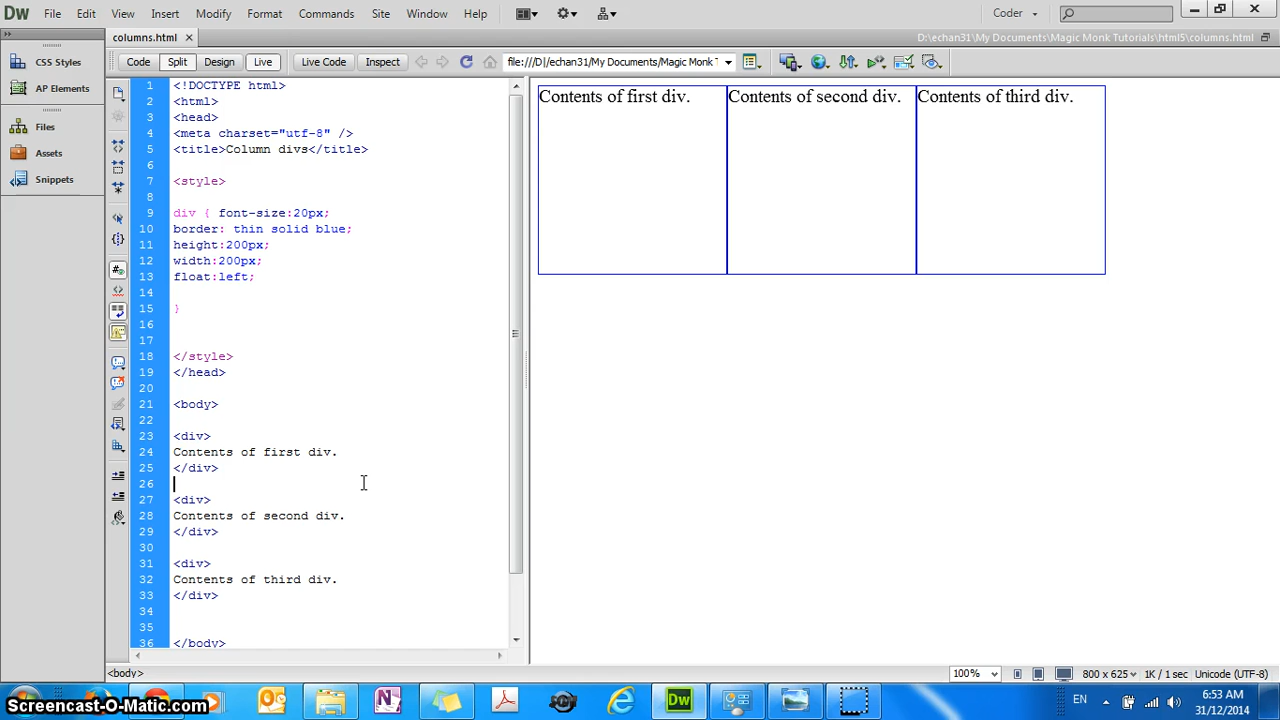 Dw File Edit View Insert Modify Format Commands Site Window Help Coder
columns.html × D:\echan31\My Documents\Magic Monk Tutorials\html5\columns.html
CSS Styles
AP Elements
Files
Assets
Snippets
Code Split Design Live Live Code Inspect file:///D|/echan31/My Documents/Magic Monk T
1 <!DOCTYPE html>
2 <html>
3 <head>
4 <meta charset="utf-8" />
5 <title>Column divs</title>
6
7 <style>
8
9 div { font-size:20px;
10 border: thin solid blue;
11 height:200px;
12 width:200px;
13 float:left;
14
15 }
16
17
18 </style>
19 </head>
20
21 <body>
22
23 <div>
24 Contents of first div.
25 </div>
26
27 <div>
28 Contents of second div.
29 </div>
30
31 <div>
32 Contents of third div.
33 </div>
34
35
36 </body>
Contents of first div. Contents of second div. Contents of third div.
<body> 100% 800 x 625 1K / 1 sec Unicode (UTF-8)
Screencast-O-Matic.com Dw EN 6:53 AM
31/12/2014